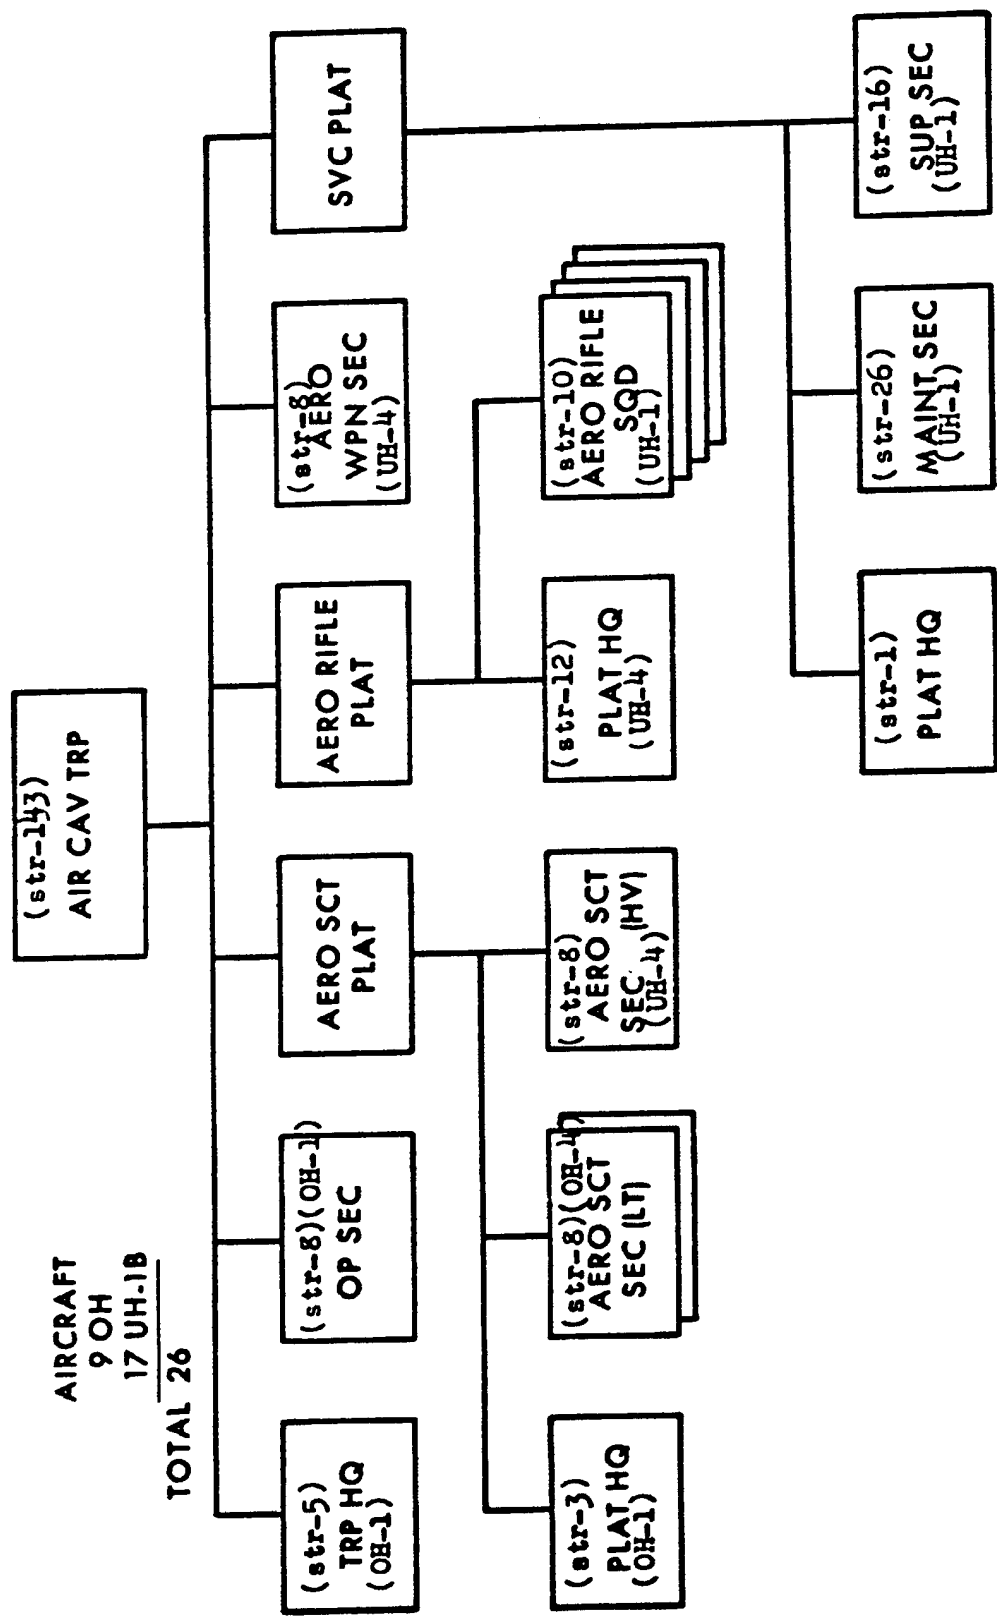 AIRCRAFT
9 OH
17 UH-1B
TOTAL 26
(str-143)
AIR CAV TRP
(str-5)
TRP HQ
(OH-1)
(str-8)(OH-1)
OP SEC
AERO SCT
PLAT
AERO RIFLE
PLAT
(str-8)
AERO
WPN SEC
(UH-4)
SVC PLAT
(str-3)
PLAT HQ
(OH-1)
(str-8)(OH-4)
AERO SCT
SEC (LT)
(str-8)
AERO SCT
SEC (HV)
(UH-4)
(str-12)
PLAT HQ
(UH-4)
(str-10)
AERO RIFLE
SQD
(UH-1)
(str-1)
PLAT HQ
(str-26)
MAINT SEC
(UH-1)
(str-16)
SUP SEC
(UH-1)